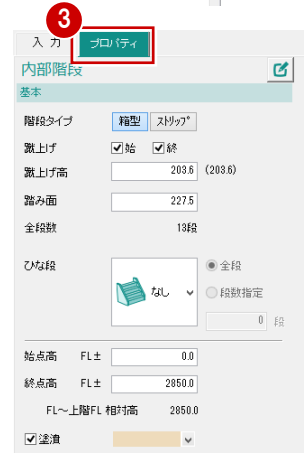 3
入力 プロパティ
内部階段
基本
階段タイプ 箱型 ストリップ
蹴上げ 始 終
蹴上げ高 203.6 (203.6)
踏み面 227.5
全段数 13段
ひな段 なし 全段
段数指定
0 段
始点高 FL± 0.0
終点高 FL± 2850.0
FL～上階FL 相対高 2850.0
塗潰